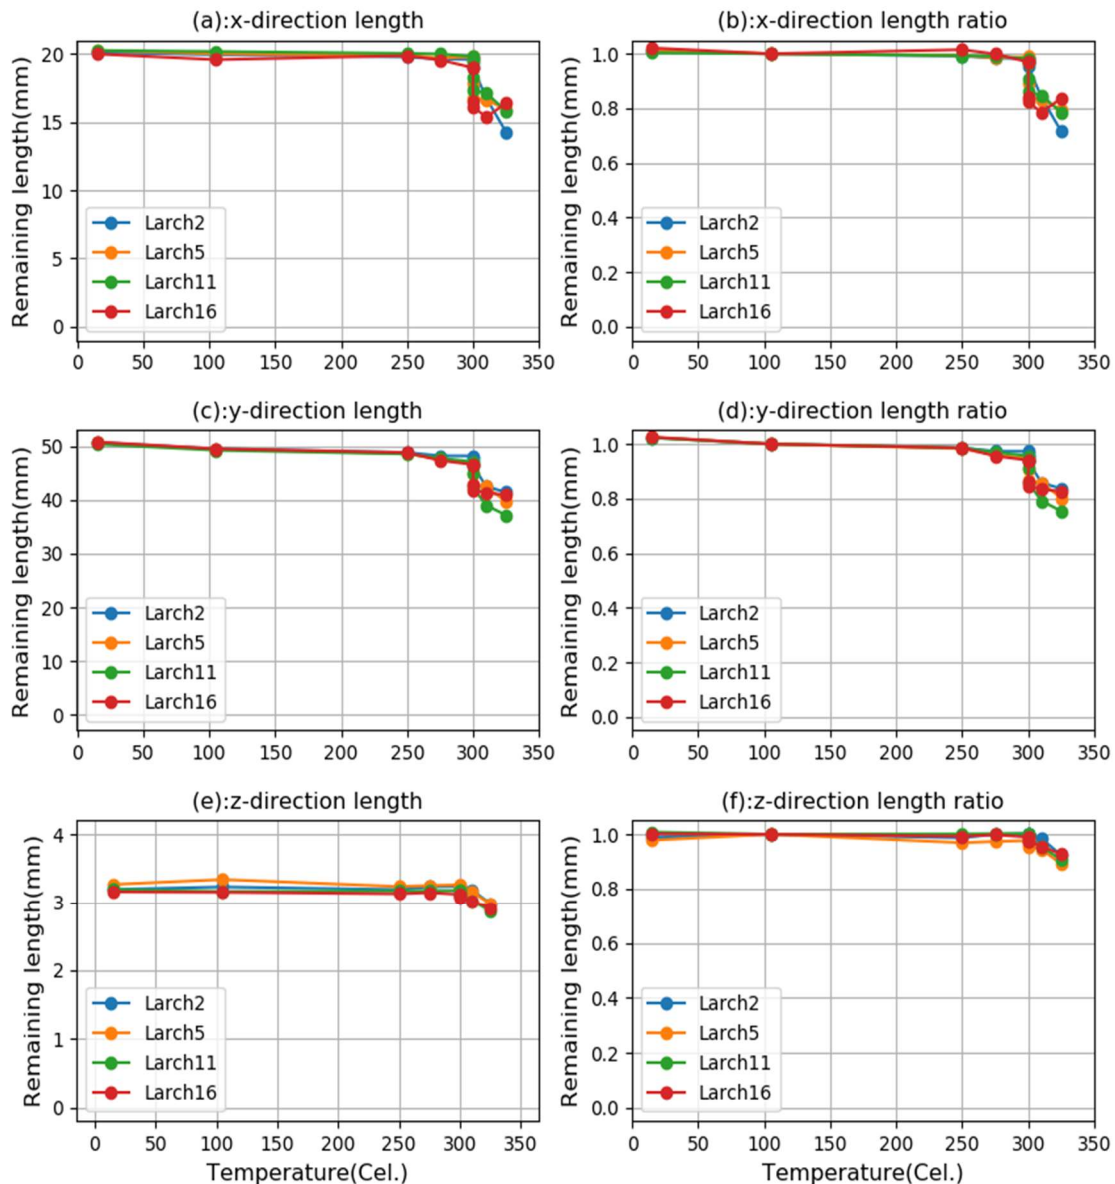 (a):x-direction length
Remaining length(mm)
20
15
10
5
0
Larch2
Larch5
Larch11
Larch16
0 50 100 150 200 250 300 350
(b):x-direction length ratio
Remaining length(mm)
1.0
0.8
0.6
0.4
0.2
0.0
Larch2
Larch5
Larch11
Larch16
0 50 100 150 200 250 300 350
(c):y-direction length
Remaining length(mm)
50
40
30
20
10
0
Larch2
Larch5
Larch11
Larch16
0 50 100 150 200 250 300 350
(d):y-direction length ratio
Remaining length(mm)
1.0
0.8
0.6
0.4
0.2
0.0
Larch2
Larch5
Larch11
Larch16
0 50 100 150 200 250 300 350
(e):z-direction length
Remaining length(mm)
4
3
2
1
0
Larch2
Larch5
Larch11
Larch16
0 50 100 150 200 250 300 350
Temperature(Cel.)
(f):z-direction length ratio
Remaining length(mm)
1.0
0.8
0.6
0.4
0.2
0.0
Larch2
Larch5
Larch11
Larch16
0 50 100 150 200 250 300 350
Temperature(Cel.)